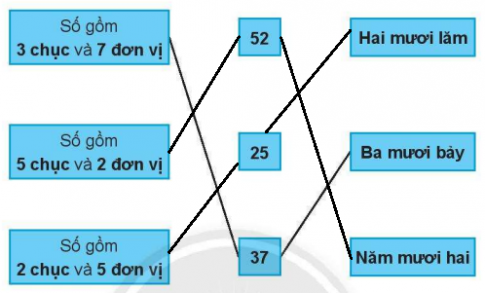 Số gồm
3 chục và 7 đơn vị
52
Hai mươi lăm
Số gồm
5 chục và 2 đơn vị
25
Ba mươi bảy
Số gồm
2 chục và 5 đơn vị
37
Năm mươi hai